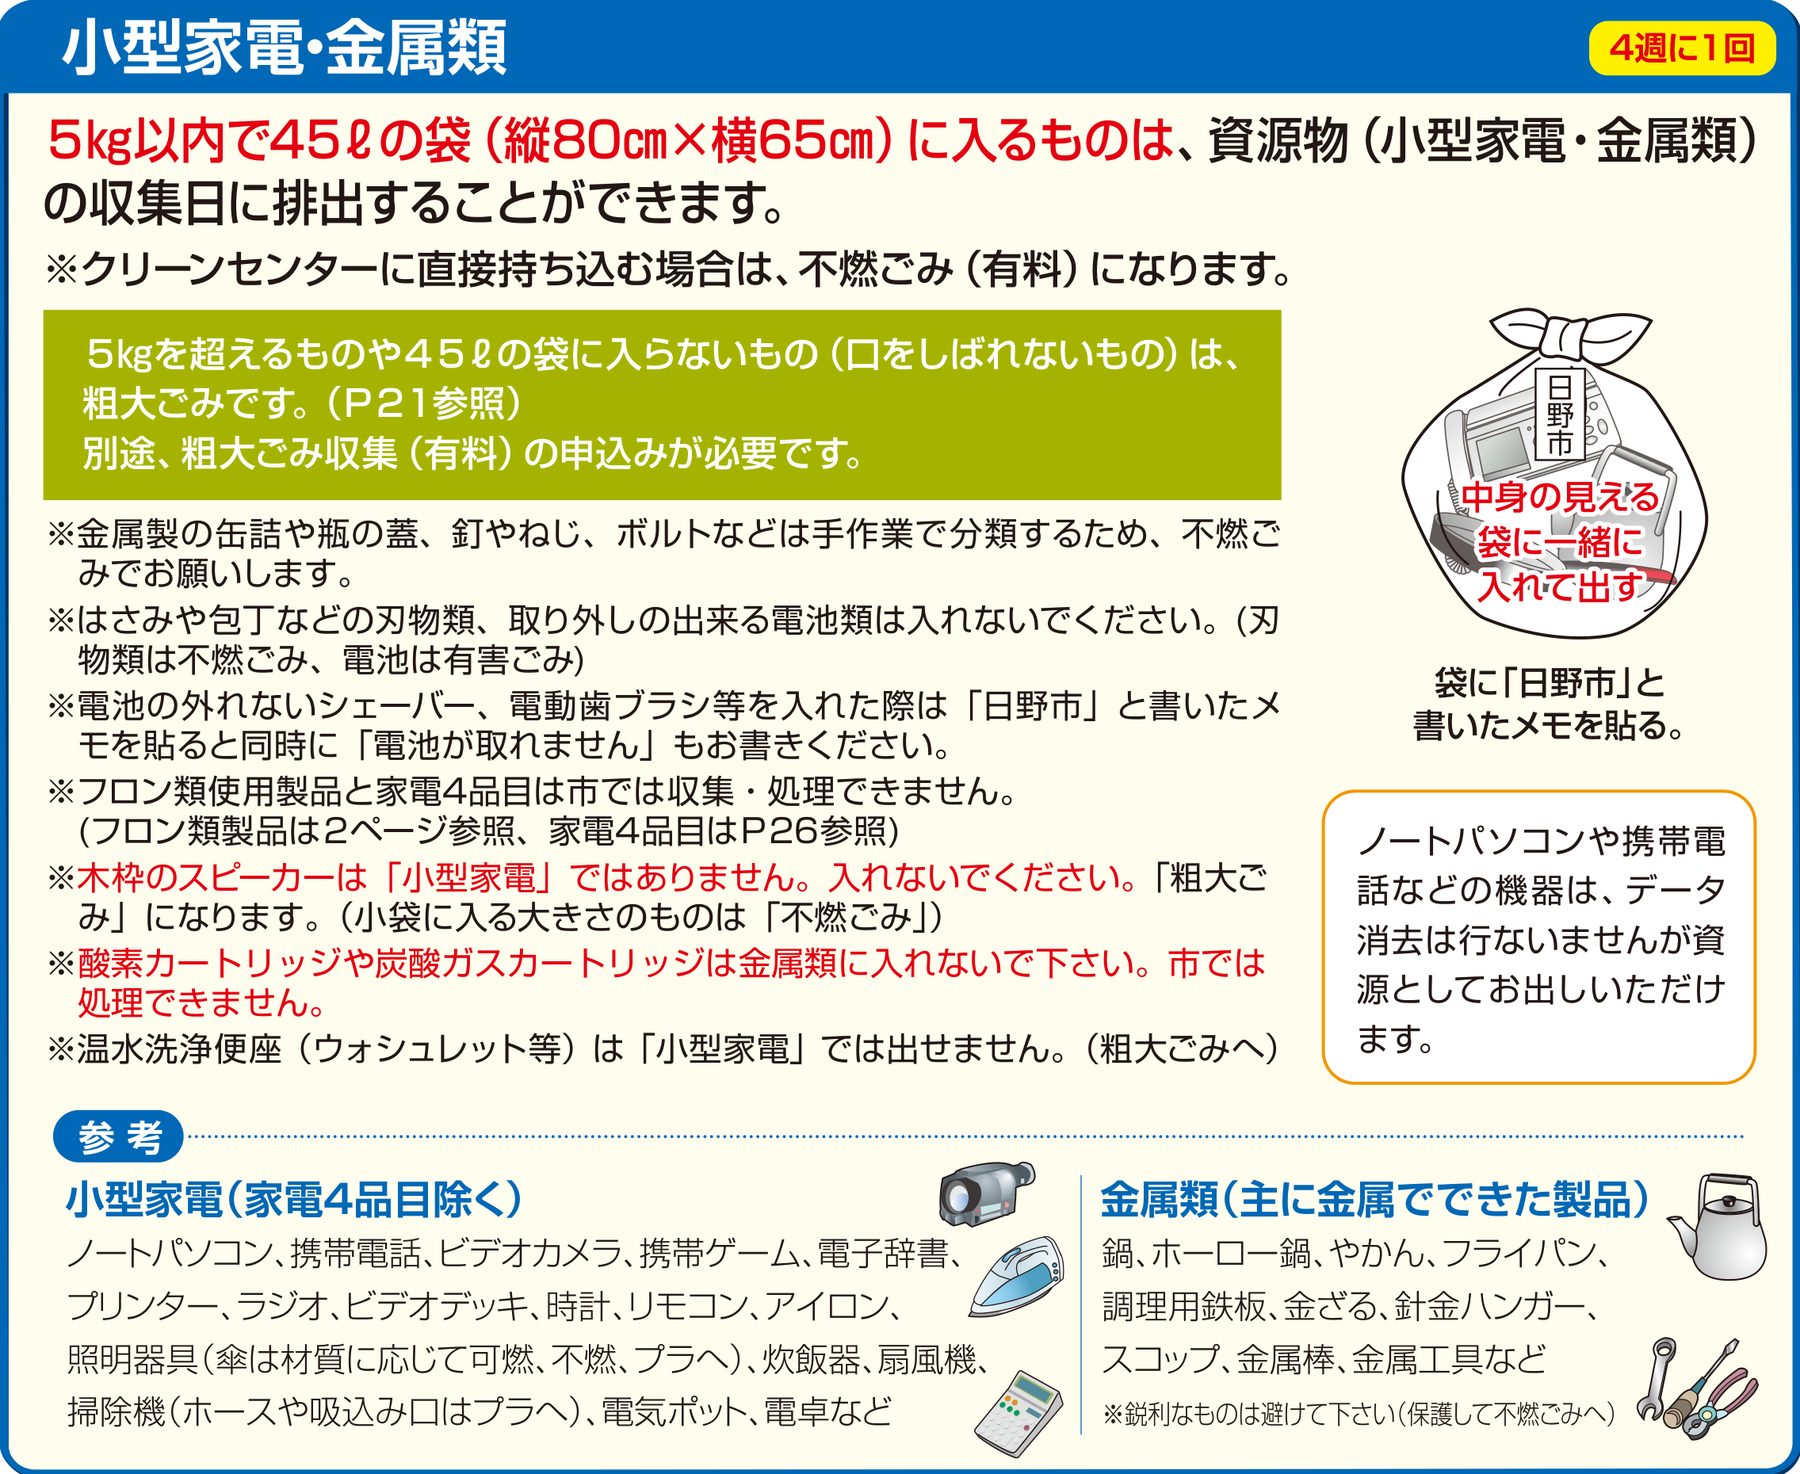 小型家電・金属類
4週に1回
5kg以内で45ℓの袋（縦80cm×横65cm）に入るものは、資源物（小型家電・金属類）
の収集日に排出することができます。
※クリーンセンターに直接持ち込む場合は、不燃ごみ（有料）になります。
5kgを超えるものや45ℓの袋に入らないもの（口をしばれないもの）は、
粗大ごみです。（P21参照）
別途、粗大ごみ収集（有料）の申込みが必要です。
※金属製の缶詰や瓶の蓋、釘やねじ、ボルトなどは手作業で分類するため、不燃ご
みでお願いします。
※はさみや包丁などの刃物類、取り外しの出来る電池類は入れないでください。(刃
物類は不燃ごみ、電池は有害ごみ)
※電池の外れないシェーバー、電動歯ブラシ等を入れた際は「日野市」と書いたメ
モを貼ると同時に「電池が取れません」もお書きください。
※フロン類使用製品と家電4品目は市では収集・処理できません。
(フロン類製品は2ページ参照、家電4品目はP26参照)
※木枠のスピーカーは「小型家電」ではありません。入れないでください。「粗大ご
み」になります。（小袋に入る大きさのものは「不燃ごみ」）
※酸素カートリッジや炭酸ガスカートリッジは金属類に入れないで下さい。市では
処理できません。
※温水洗浄便座（ウォシュレット等）は「小型家電」では出せません。（粗大ごみへ）
日野市
中身の見える
袋に一緒に
入れて出す
袋に「日野市」と
書いたメモを貼る。
ノートパソコンや携帯電
話などの機器は、データ
消去は行ないませんが資
源としてお出しいただけ
ます。
参考
小型家電（家電4品目除く）
ノートパソコン、携帯電話、ビデオカメラ、携帯ゲーム、電子辞書、
プリンター、ラジオ、ビデオデッキ、時計、リモコン、アイロン、
照明器具（傘は材質に応じて可燃、不燃、プラへ）、炊飯器、扇風機、
掃除機（ホースや吸込み口はプラへ）、電気ポット、電卓など
金属類（主に金属でできた製品）
鍋、ホーロー鍋、やかん、フライパン、
調理用鉄板、金ざる、針金ハンガー、
スコップ、金属棒、金属工具など
※鋭利なものは避けて下さい（保護して不燃ごみへ）